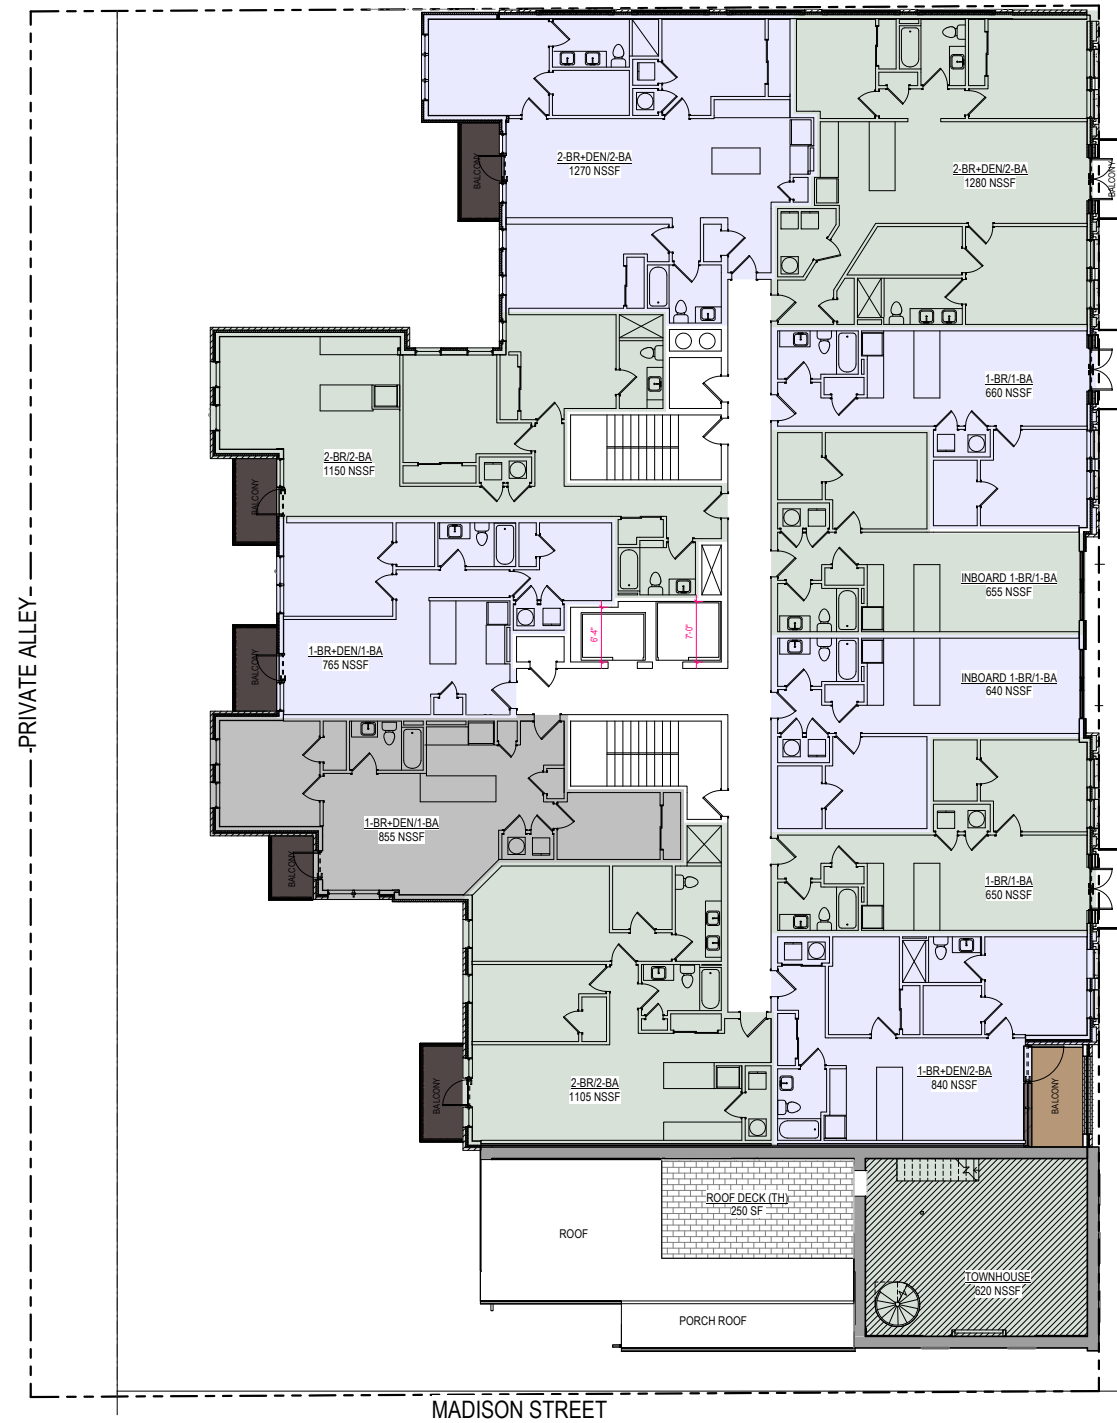 2-BR+DEN/2-BA
1270 NSSF
BALCONY
2-BR+DEN/2-BA
1280 NSSF
BALCONY
1-BR/1-BA
660 NSSF
2-BR/2-BA
1150 NSSF
BALCONY
INBOARD 1-BR/1-BA
655 NSSF
6'-4"
7'-0"
1-BR+DEN/1-BA
765 NSSF
BALCONY
INBOARD 1-BR/1-BA
640 NSSF
PRIVATE ALLEY
1-BR+DEN/1-BA
855 NSSF
BALCONY
1-BR/1-BA
650 NSSF
2-BR/2-BA
1105 NSSF
BALCONY
1-BR+DEN/2-BA
840 NSSF
BALCONY
ROOF DECK (TH)
250 SF
ROOF
TOWNHOUSE
620 NSSF
PORCH ROOF
MADISON STREET